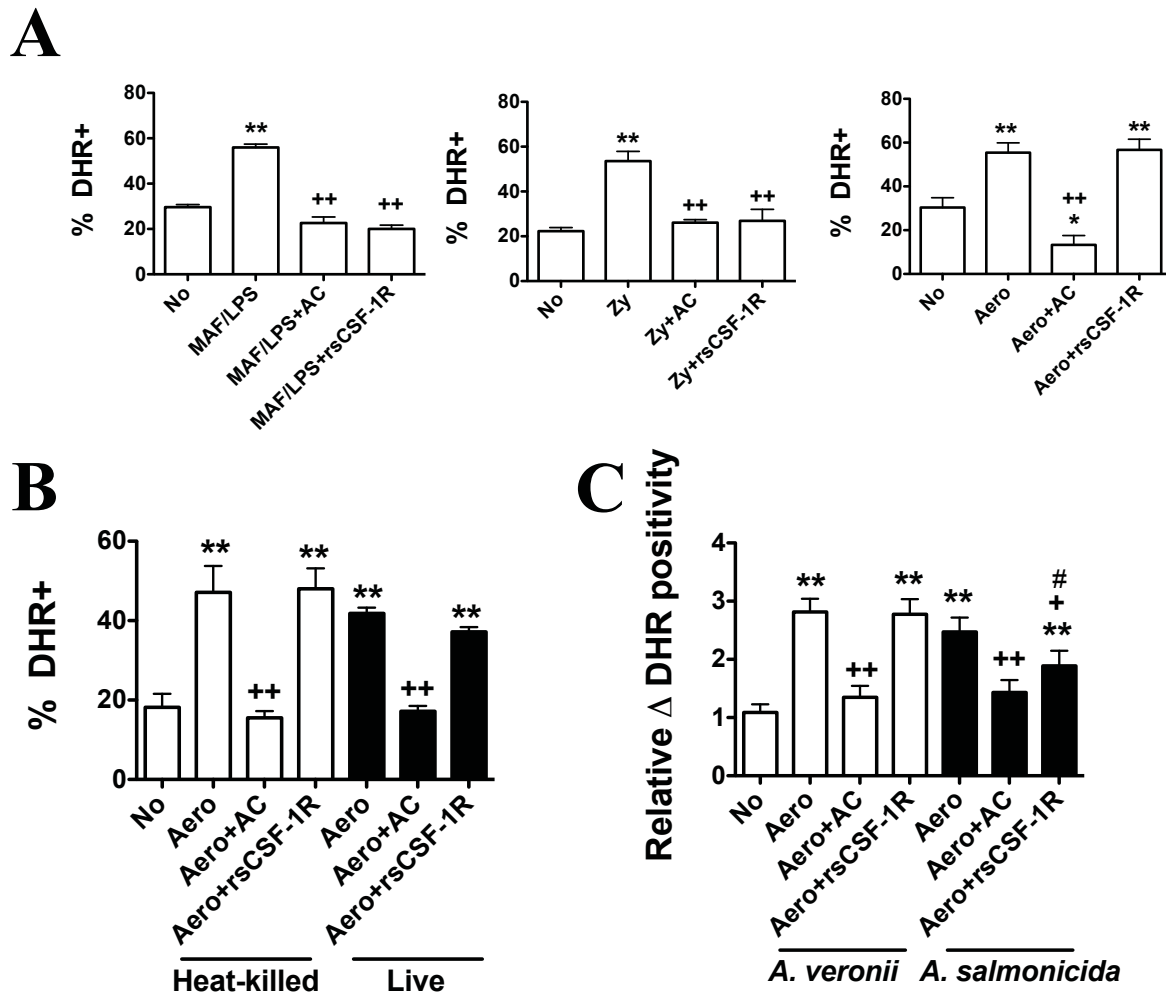 A
% DHR+
80
60
40
20
0
**
++
++
No
MAF/LPS
MAF/LPS+AC
MAF/LPS+rsCSF-1R
% DHR+
80
60
40
20
0
**
++
++
No
Zy
Zy+AC
Zy+rsCSF-1R
% DHR+
80
60
40
20
0
**
++
*
**
No
Aero
Aero+AC
Aero+rsCSF-1R
B
% DHR+
60
40
20
0
**
++
**
**
++
**
No
Aero
Aero+AC
Aero+rsCSF-1R
Aero
Aero+AC
Aero+rsCSF-1R
Heat-killed
Live
C
Relative Δ DHR positivity
4
3
2
1
0
**
++
**
**
++
#
+
**
No
Aero
Aero+AC
Aero+rsCSF-1R
Aero
Aero+AC
Aero+rsCSF-1R
A. veronii
A. salmonicida